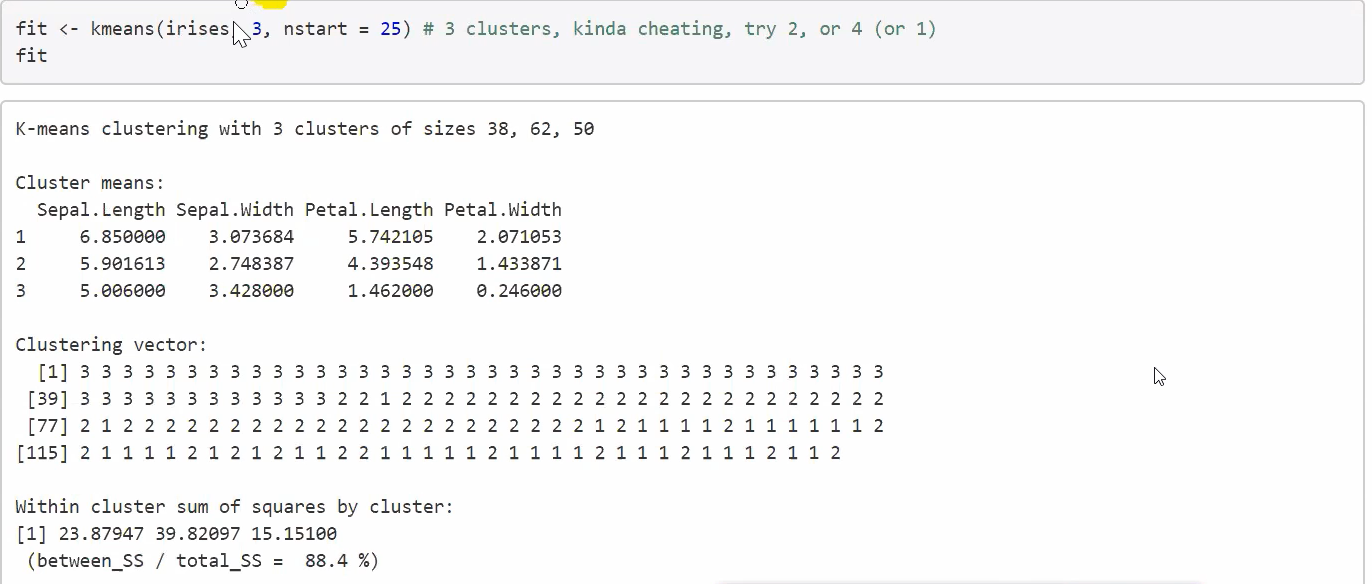 fit <- kmeans(irises, 3, nstart = 25) # 3 clusters, kinda cheating, try 2, or 4 (or 1)
fit
K-means clustering with 3 clusters of sizes 38, 62, 50
Cluster means:
  Sepal.Length Sepal.Width Petal.Length Petal.Width
1     6.850000    3.073684     5.742105    2.071053
2     5.901613    2.748387     4.393548    1.433871
3     5.006000    3.428000     1.462000    0.246000
Clustering vector:
  [1] 3 3 3 3 3 3 3 3 3 3 3 3 3 3 3 3 3 3 3 3 3 3 3 3 3 3 3 3 3 3 3 3 3 3 3 3 3 3
 [39] 3 3 3 3 3 3 3 3 3 3 3 3 2 2 1 2 2 2 2 2 2 2 2 2 2 2 2 2 2 2 2 2 2 2 2 2 2 2
 [77] 2 1 2 2 2 2 2 2 2 2 2 2 2 2 2 2 2 2 2 2 2 2 2 2 1 2 1 1 1 1 2 1 1 1 1 1 1 2
[115] 2 1 1 1 1 2 1 2 1 2 1 1 2 2 1 1 1 1 1 2 1 1 1 1 2 1 1 1 2 1 1 1 2 1 1 2
Within cluster sum of squares by cluster:
[1] 23.87947 39.82097 15.15100
 (between_SS / total_SS =  88.4 %)